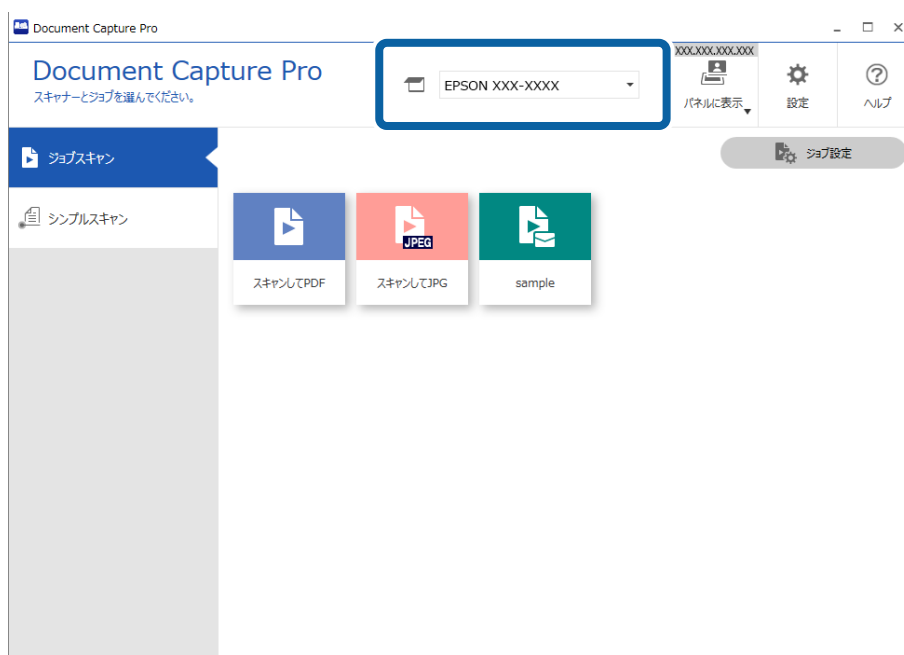 Document Capture Pro
Document Capture Pro
スキャナーとジョブを選んでください。
EPSON XXX-XXXX
XXX.XXX.XXX.XXX
パネルに表示
設定
ヘルプ
ジョブスキャン
ジョブ設定
シンプルスキャン
JPEG
スキャンしてPDF
スキャンしてJPG
sample